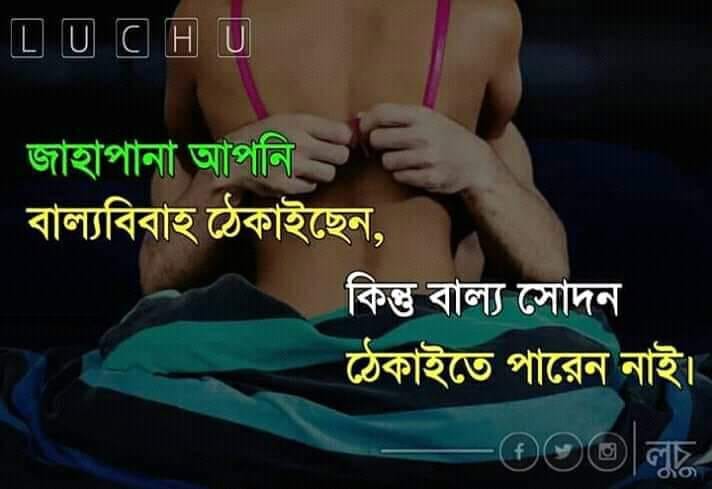 LUCHU
জাহাপানা আপনি
বাল্যবিবাহ ঠেকাইছেন,
কিন্তু বাল্য সোদন
ঠেকাইতে পারেন নাই।
লুচু